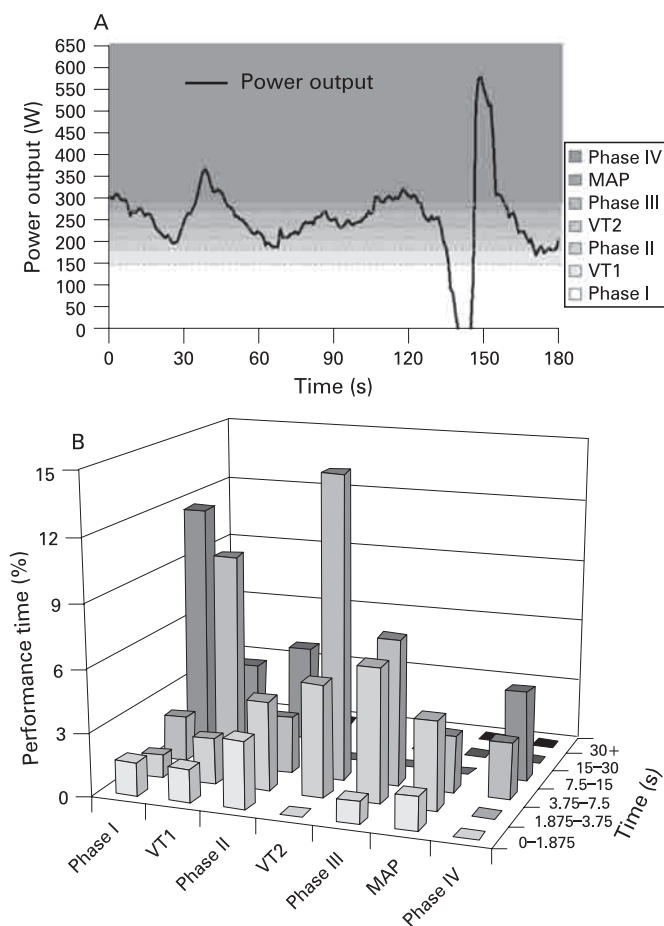 A
650
600
550
500
450
400
350
300
250
200
150
100
50
0
Power output (W)
Power output
0 30 60 90 120 150 180
Time (s)
Phase IV
MAP
Phase III
VT2
Phase II
VT1
Phase I
B
15
12
9
6
3
0
Performance time (%)
Phase I
VT1
Phase II
VT2
Phase III
MAP
Phase IV
30+
15–30
7.5–15
3.75–7.5
1.875–3.75
0–1.875
Time (s)